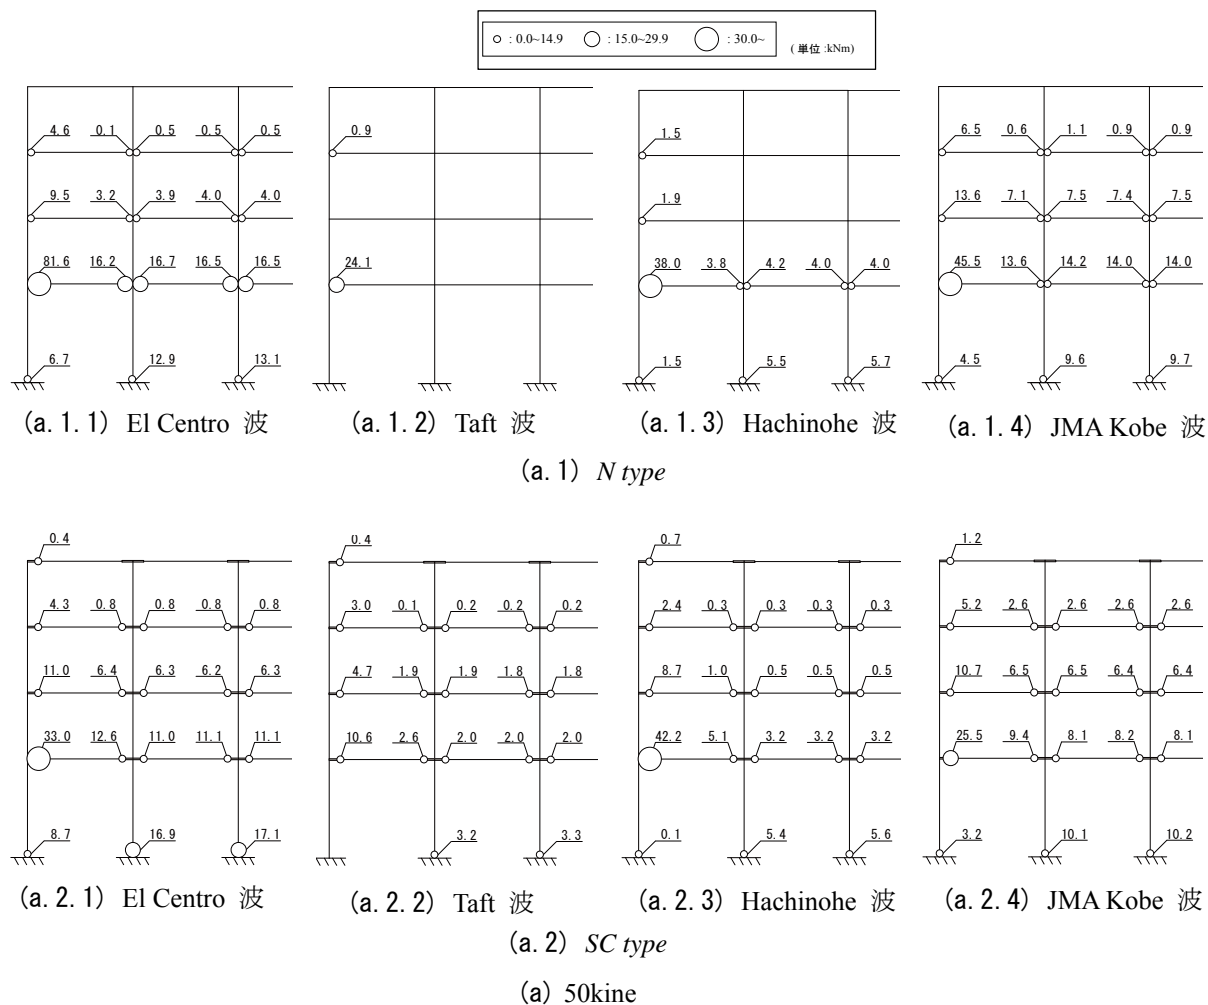 : 0.0~14.9 : 15.0~29.9 : 30.0~ (単位:kNm)
4.6 0.1 0.5 0.5 0.5
9.5 3.2 3.9 4.0 4.0
81.6 16.2 16.7 16.5 16.5
6.7 12.9 13.1
(a.1.1) El Centro 波
0.9
24.1
(a.1.2) Taft 波
1.5
1.9
38.0 3.8 4.2 4.0 4.0
1.5 5.5 5.7
(a.1.3) Hachinohe 波
6.5 0.6 1.1 0.9 0.9
13.6 7.1 7.5 7.4 7.5
45.5 13.6 14.2 14.0 14.0
4.5 9.6 9.7
(a.1.4) JMA Kobe 波
(a.1) N type
0.4
4.3 0.8 0.8 0.8 0.8
11.0 6.4 6.3 6.2 6.3
33.0 12.6 11.0 11.1 11.1
8.7 16.9 17.1
(a.2.1) El Centro 波
0.4
3.0 0.1 0.2 0.2 0.2
4.7 1.9 1.9 1.8 1.8
10.6 2.6 2.0 2.0 2.0
3.2 3.3
(a.2.2) Taft 波
0.7
2.4 0.3 0.3 0.3 0.3
8.7 1.0 0.5 0.5 0.5
42.2 5.1 3.2 3.2 3.2
0.1 5.4 5.6
(a.2.3) Hachinohe 波
1.2
5.2 2.6 2.6 2.6 2.6
10.7 6.5 6.5 6.4 6.4
25.5 9.4 8.1 8.2 8.1
3.2 10.1 10.2
(a.2.4) JMA Kobe 波
(a.2) SC type
(a) 50kine